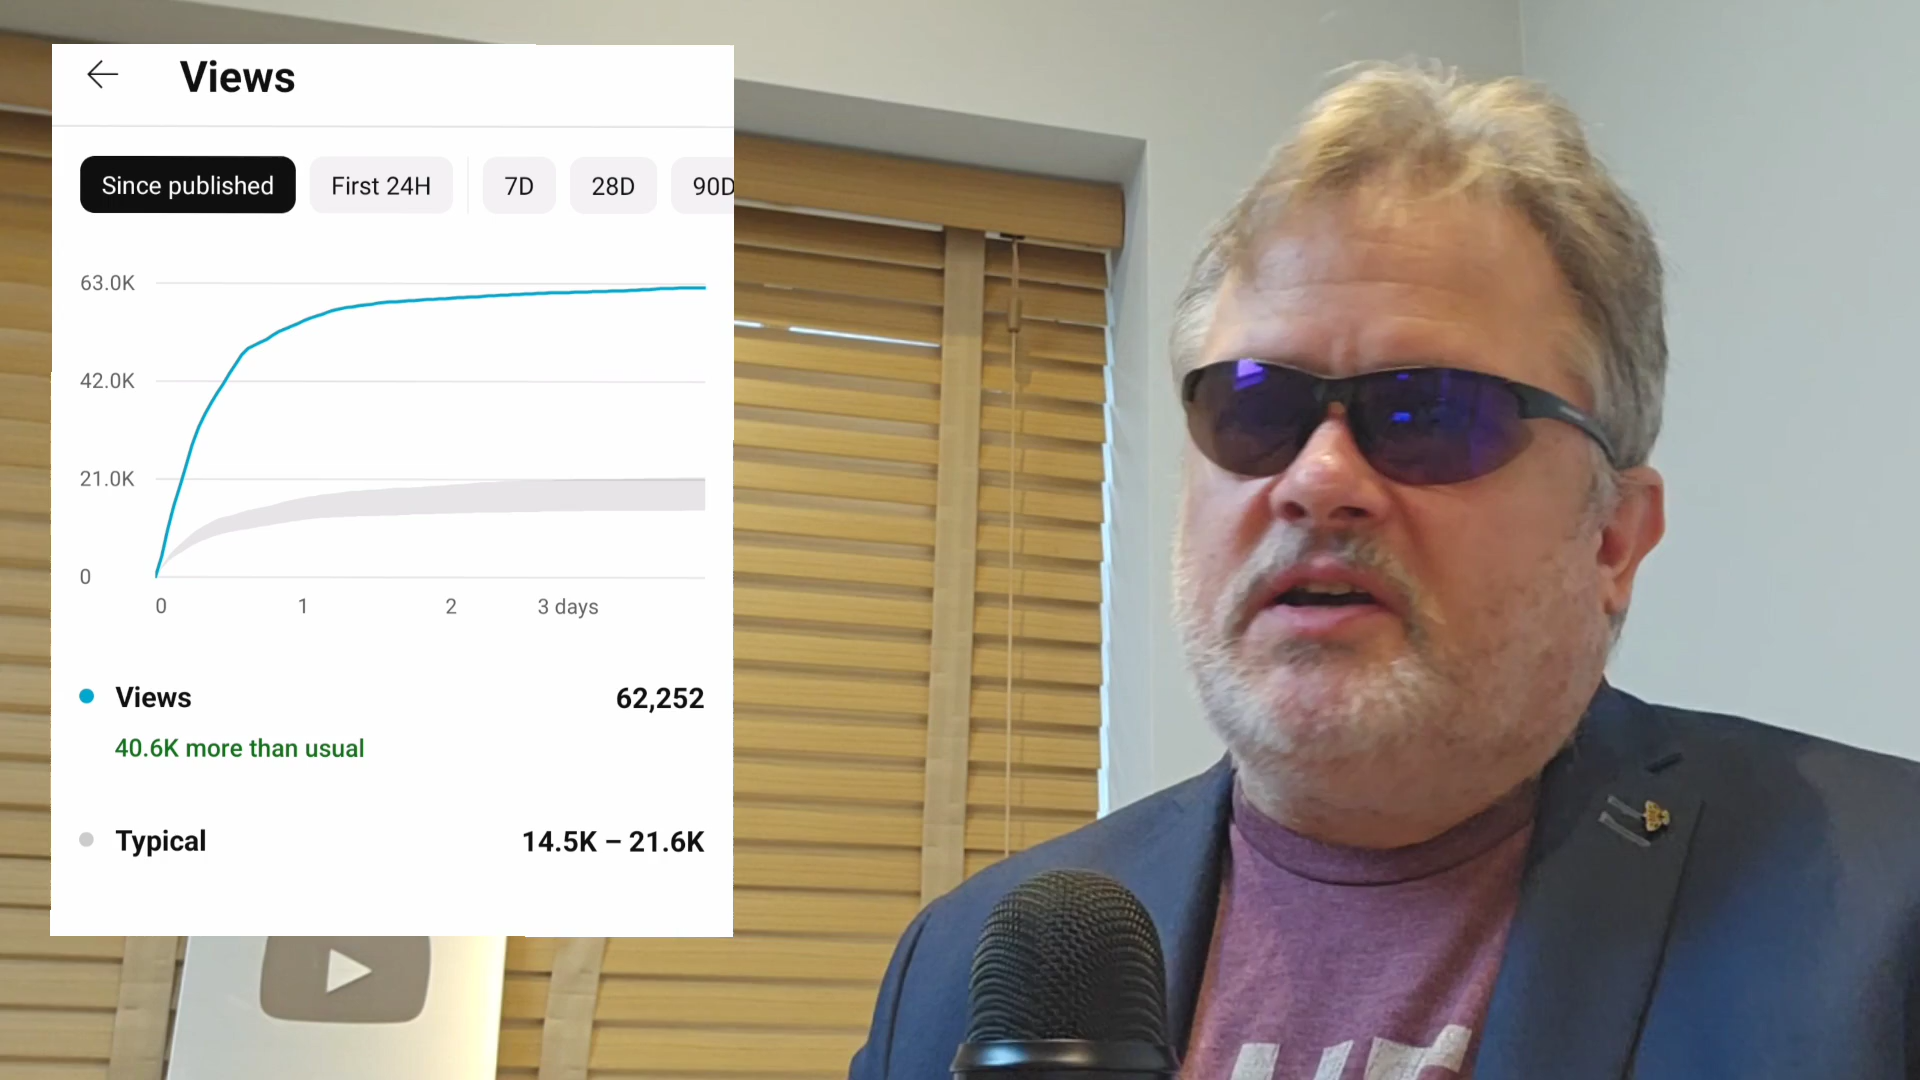 Views
Since published
First 24H
7D
28D
90D
63.0K
42.0K
21.0K
0
0 1 2 3 days
Views 62,252
40.6K more than usual
Typical 14.5K – 21.6K